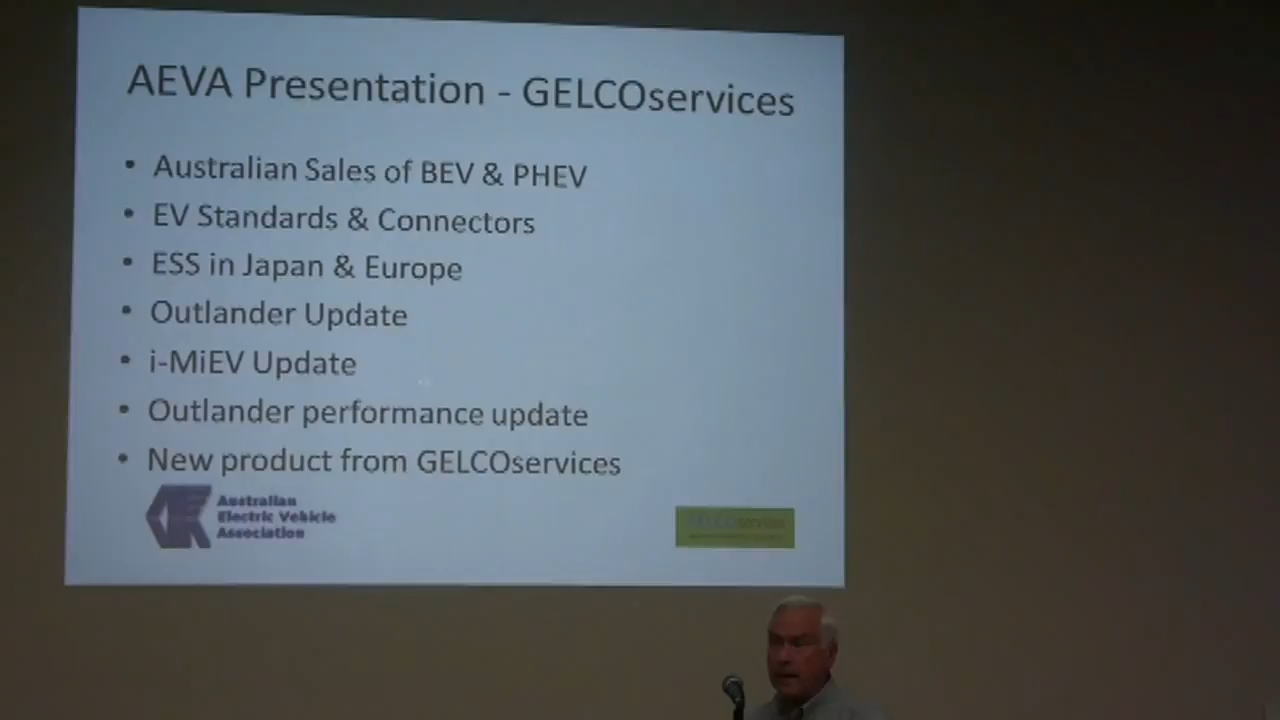 AEVA Presentation - GELCOservices
• Australian Sales of BEV & PHEV
• EV Standards & Connectors
• ESS in Japan & Europe
• Outlander Update
• i-MiEV Update
• Outlander performance update
• New product from GELCOservices
Australian
Electric Vehicle
Association
GELCOservices